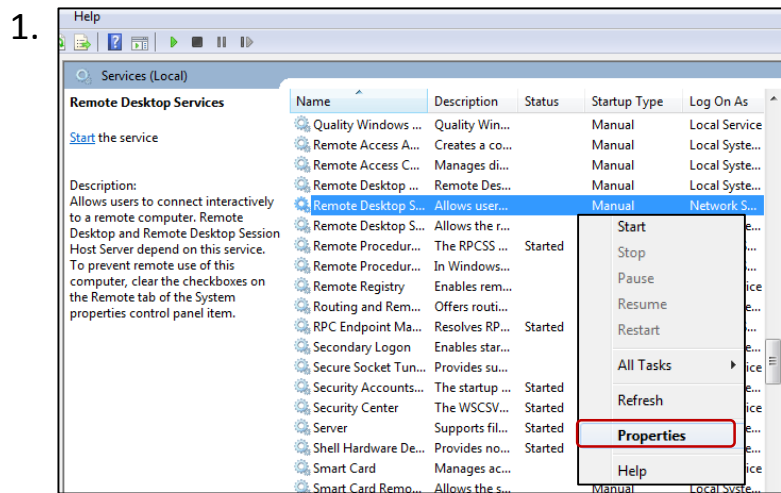 1.
Help
Services (Local)
Remote Desktop Services
Start the service
Description:
Allows users to connect interactively
to a remote computer. Remote
Desktop and Remote Desktop Session
Host Server depend on this service.
To prevent remote use of this
computer, clear the checkboxes on
the Remote tab of the System
properties control panel item.
Name Description Status Startup Type Log On As
Quality Windows ... Quality Win... Manual Local Service
Remote Access A... Creates a co... Manual Local Syste...
Remote Access C... Manages di... Manual Local Syste...
Remote Desktop ... Remote Des... Manual Local Syste...
Remote Desktop S... Allows user... Manual Network S...
Remote Desktop S... Allows the r... e...
Remote Procedur... The RPCSS ... Started ...
Remote Procedur... In Windows... ...
Remote Registry Enables rem... ice
Routing and Rem... Offers routi... e...
RPC Endpoint Ma... Resolves RP... Started ...
Secondary Logon Enables star... e...
Secure Socket Tun... Provides su... ice
Security Accounts... The startup ... Started e...
Security Center The WSCSV... Started ice
Server Supports fil... Started e...
Shell Hardware De... Provides no... Started e...
Smart Card Manages ac... ice
Smart Card Remo... Allows the s... Manual Local Syste...
Start
Stop
Pause
Resume
Restart
All Tasks
Refresh
Properties
Help